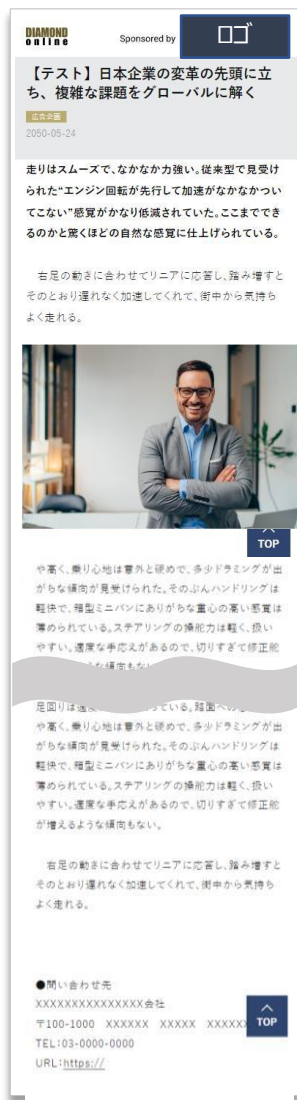 DIAMOND
online
Sponsored by
ロゴ
【テスト】日本企業の変革の先頭に立
ち、複雑な課題をグローバルに解く
広告企画
2050-05-24
走りはスムーズで、なかなか力強い。従来型で見受け
られた“エンジン回転が先行して加速がなかなかつい
てこない”感覚がかなり低減されていた。ここまででき
るのかと驚くほどの自然な感覚に仕上げられている。
右足の動きに合わせてリニアに応答し、踏み増すと
そのとおり遅れなく加速してくれて、街中から気持ち
よく走れる。
TOP
や高く、乗り心地は意外と硬めで、多少ドラミングが出
がちな傾向が見受けられた。そのぶんハンドリングは
軽快で、箱型ミニバンにありがちな重心の高い感覚は
薄められている。ステアリングの操舵力は軽く、扱い
やすい。適度な手応えがあるので、切りすぎて修正舵
うな傾向もない
足回りは適度 っている。路面への
や高く、乗り心地は意外と硬めで、多少ドラミングが出
がちな傾向が見受けられた。そのぶんハンドリングは
軽快で、箱型ミニバンにありがちな重心の高い感覚は
薄められている。ステアリングの操舵力は軽く、扱い
やすい。適度な手応えがあるので、切りすぎて修正舵
が増えるような傾向もない。
右足の動きに合わせてリニアに応答し、踏み増すと
そのとおり遅れなく加速してくれて、街中から気持ち
よく走れる。
●問い合わせ先
XXXXXXXXXXXXXXX会社
〒100-1000 XXXXXX XXXXX XXXXXX
TOP
TEL:03-0000-0000
URL:https://